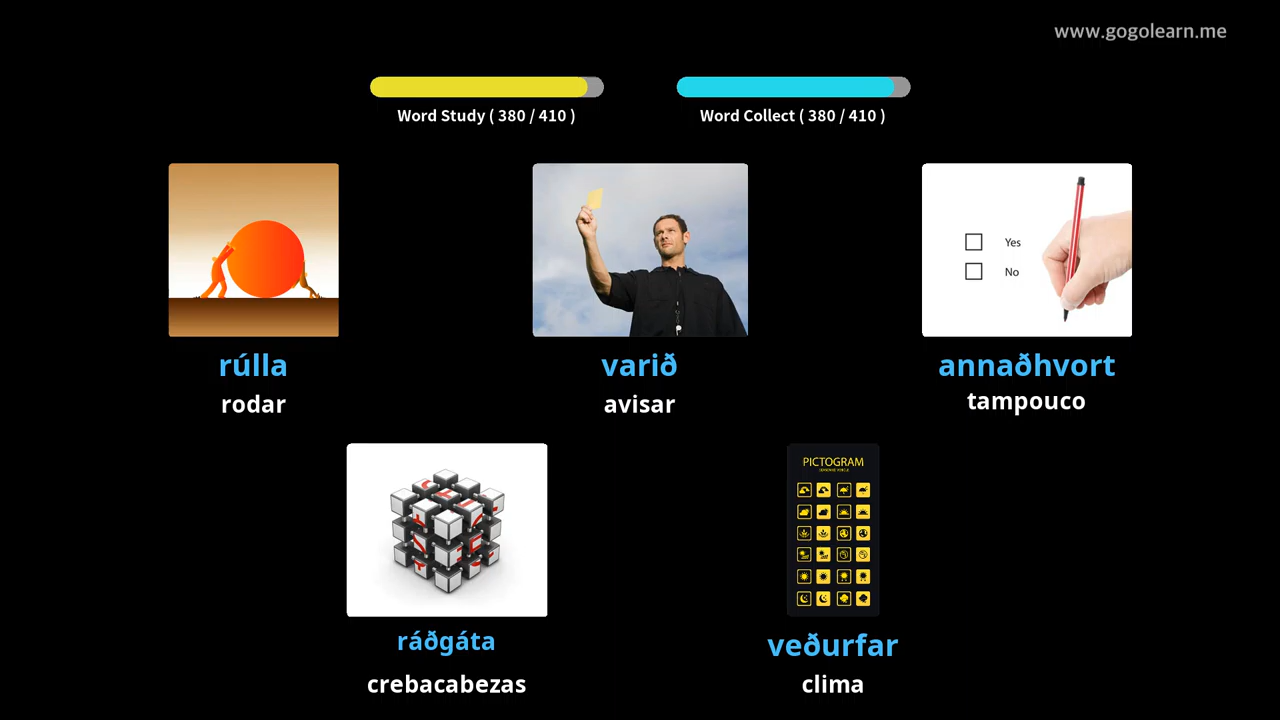 www.gogolearn.me
Word Study ( 380 / 410 )
Word Collect ( 380 / 410 )
Yes
No
rúlla
varið
annaðhvort
rodar
avisar
tampouco
PICTOGRAM
ráðgáta
veðurfar
crebacabezas
clima